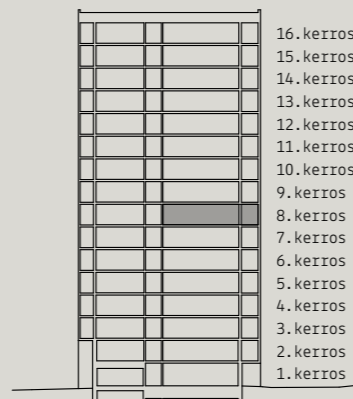 16.kerros
15.kerros
14.kerros
13.kerros
12.kerros
11.kerros
10.kerros
9.kerros
8.kerros
7.kerros
6.kerros
5.kerros
4.kerros
3.kerros
2.kerros
1.kerros